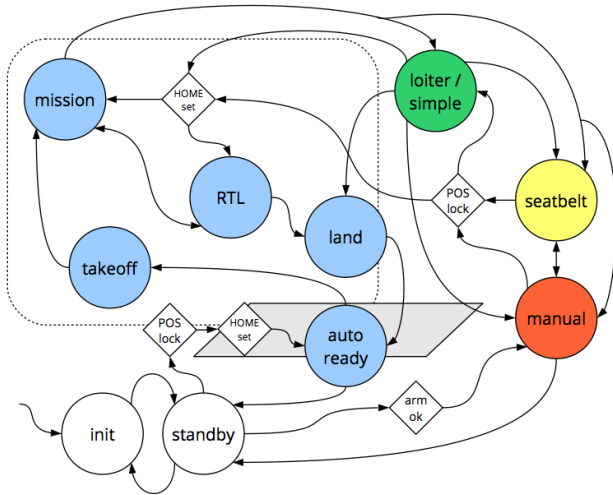 loiter /
simple
mission
HOME
set
RTL
POS
lock
seatbelt
land
takeoff
POS
lock
HOME
set
auto
ready
manual
arm
ok
init
standby